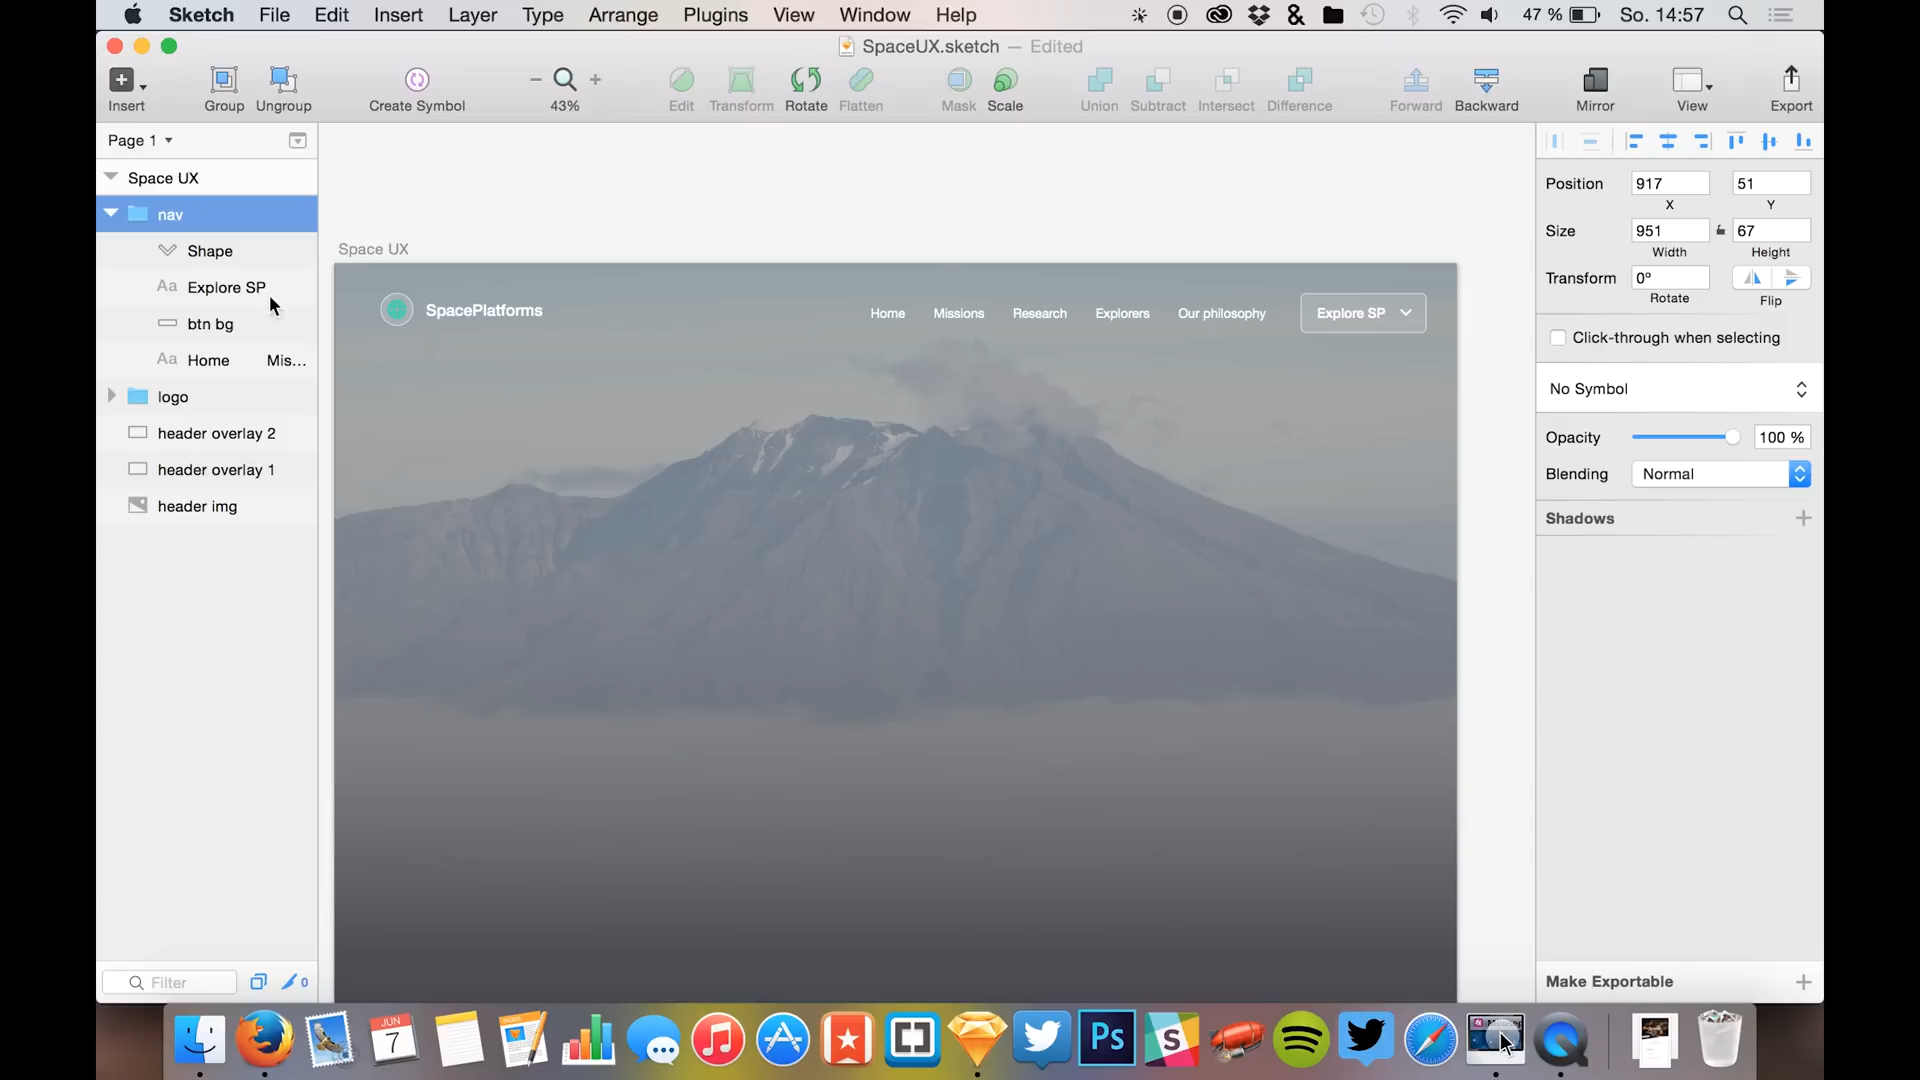 Sketch File Edit Insert Layer Type Arrange Plugins View Window Help 47 % So. 14:57
SpaceUX.sketch — Edited
Insert Group Ungroup Create Symbol 43% Edit Transform Rotate Flatten Mask Scale Union Subtract Intersect Difference Forward Backward Mirror View Export
Page 1
Space UX
nav
Shape
Explore SP
btn bg
Home Mis...
logo
header overlay 2
header overlay 1
header img
Filter 0
Space UX
SpacePlatforms Home Missions Research Explorers Our philosophy Explore SP
Position 917 51
X Y
Size 951 67
Width Height
Transform 0°
Rotate Flip
Click-through when selecting
No Symbol
Opacity 100 %
Blending Normal
Shadows
Make Exportable
JUN
7
Ps
S